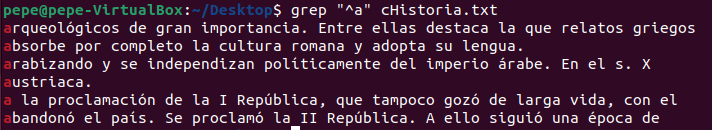 pepe@pepe-VirtualBox:~/Desktop$ grep "^a" cHistoria.txt
arqueológicos de gran importancia. Entre ellas destaca la que relatos griegos
absorbe por completo la cultura romana y adopta su lengua.
arabizando y se independizan políticamente del imperio árabe. En el s. X
austriaca.
a la proclamación de la I República, que tampoco gozó de larga vida, con el
abandonó el país. Se proclamó la II República. A ello siguió una época de